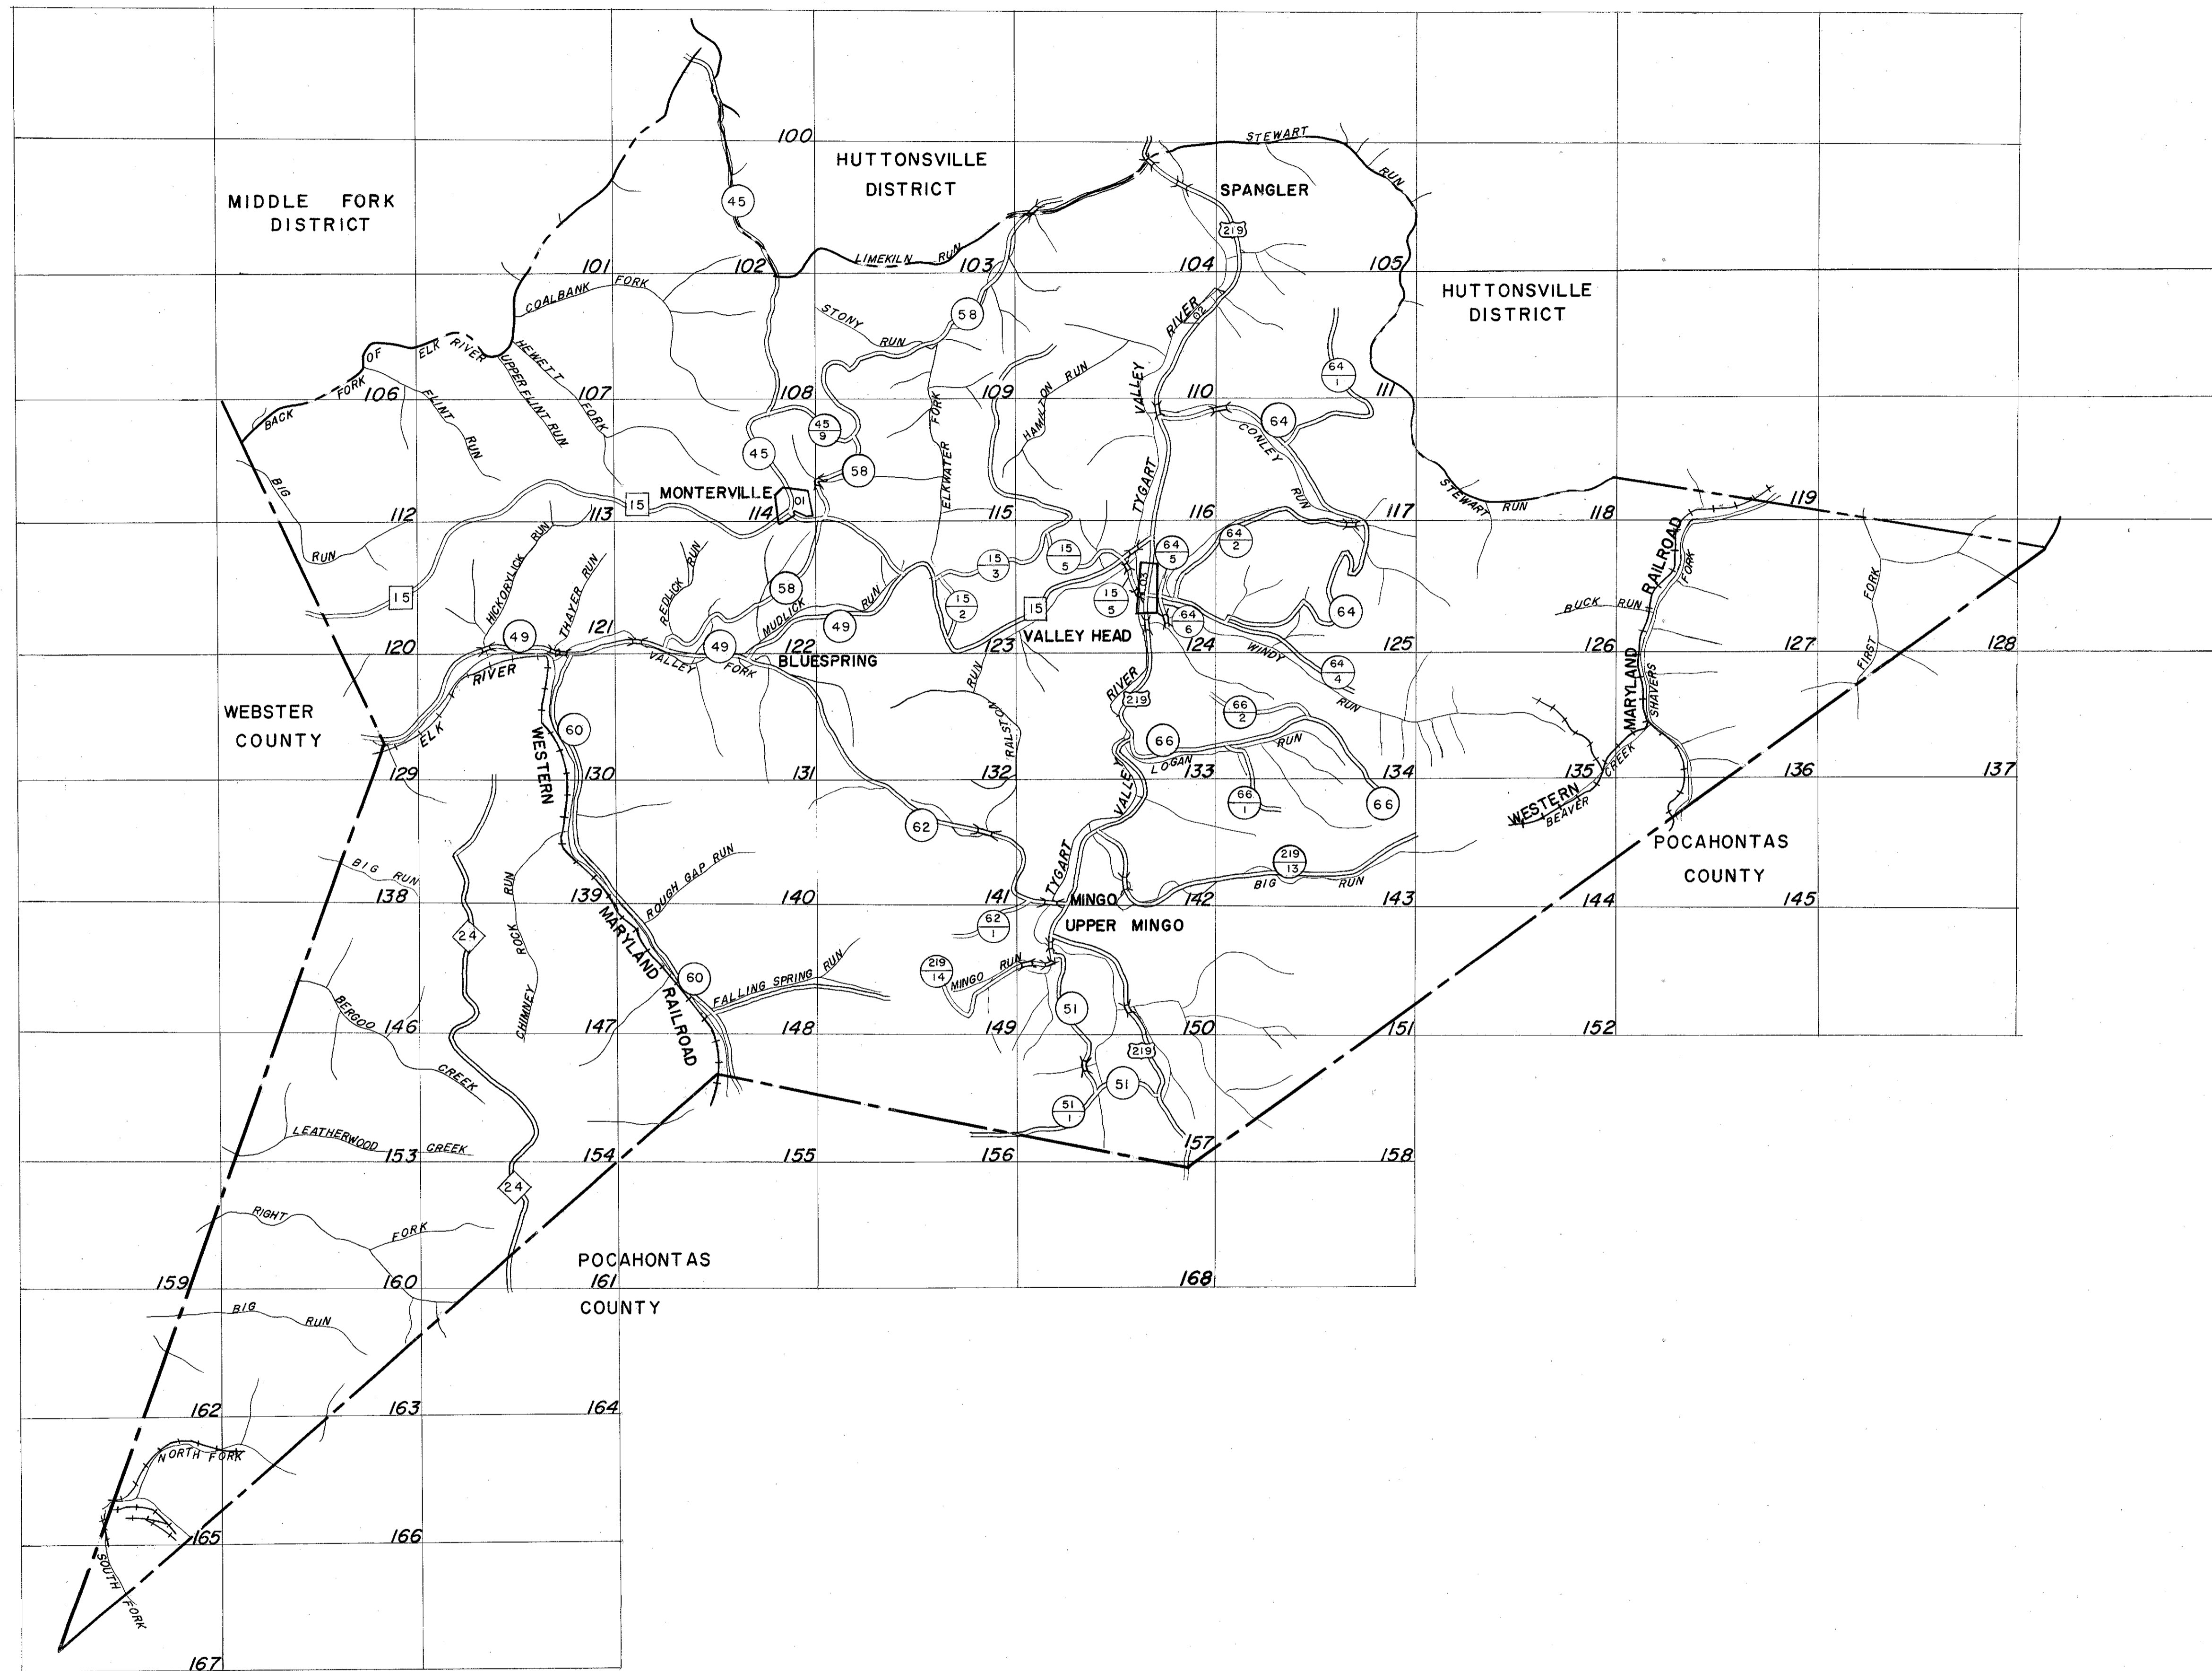 100
STEWART
RUN
HUTTONSVILLE
DISTRICT
SPANGLER
MIDDLE FORK
DISTRICT
45
219
LIMEKILN RUN
101
102
103
104
105
COALBANK FORK
HUTTONSVILLE
DISTRICT
STONY
RUN
58
RIVER
02
OF
ELK RIVER
HEWETT
FORK
UPPER FLINT RUN
BACK
FORK
FLINT
RUN
64
1
106
107
108
109
110
111
HAMILTON RUN
VALLEY
TYGART
45
9
64
CONLEY
RUN
45
58
ELKWATER
FORK
BIG
RUN
MONTERVILLE
01
15
STEWART
RUN
112
113
114
115
116
117
118
119
RAILROAD
HICKORYLICK RUN
THAYER RUN
REDLICK RUN
15
3
15
5
64
5
64
2
03
15
58
MUDLICK
RUN
15
2
15
15
5
64
6
64
BUCK RUN
FORK
FIRST
FORK
49
49
49
VALLEY HEAD
120
121
122
123
124
125
126
127
128
BLUESPRING
VALLEY
FORK
WINDY
RUN
64
4
RIVER
ELK
RALSTON
RUN
RIVER
219
66
2
MARYLAND
SHAVERS
WEBSTER
COUNTY
60
WESTERN
66
LOGAN
RUN
CREEK
129
130
131
132
133
134
135
136
137
66
1
66
WESTERN
BEAVER
62
VALLEY
TYGART
POCAHONTAS
COUNTY
BIG RUN
ROUGH GAP RUN
219
13
BIG
RUN
138
139
140
141
142
143
144
145
MINGO
UPPER MINGO
62
1
24
CHIMNEY
ROCK
RUN
MARYLAND
RAILROAD
60
FALLING SPRING RUN
219
14
MINGO
RUN
51
BERGOO
CREEK
146
147
148
149
150
151
152
219
51
51
1
LEATHERWOOD
CREEK
153
154
155
156
157
158
24
RIGHT
FORK
POCAHONTAS
COUNTY
159
160
161
168
BIG
RUN
162
163
164
NORTH FORK
165
166
SOUTH
FORK
167